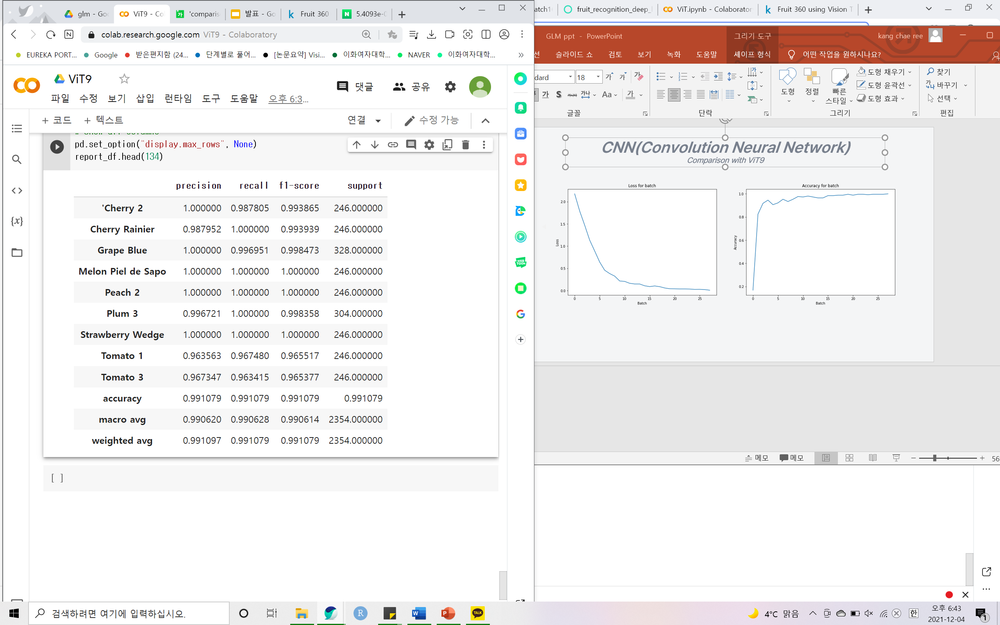 glm - Goo
ViT9 - Co
'comparis
발표 - Go
Fruit 360
5.4093e-0
colab.research.google.com ViT9 - Colaboratory
EUREKA PORT...
Google
받은편지함 (24...
단계별로 풀어...
[논문요약] Visi...
이화여자대학...
NAVER
이화여자대학...
ViT9
댓글
공유
파일 수정 보기 삽입 런타임 도구 도움말 오후 6:3...
+ 코드 + 텍스트
연결
수정 가능
# Show all columns
pd.set_option("display.max_rows", None)
report_df.head(134)
precision recall f1-score support
'Cherry 2 1.000000 0.987805 0.993865 246.000000
Cherry Rainier 0.987952 1.000000 0.993939 246.000000
Grape Blue 1.000000 0.996951 0.998473 328.000000
Melon Piel de Sapo 1.000000 1.000000 1.000000 246.000000
Peach 2 1.000000 1.000000 1.000000 246.000000
Plum 3 0.996721 1.000000 0.998358 304.000000
Strawberry Wedge 1.000000 1.000000 1.000000 246.000000
Tomato 1 0.963563 0.967480 0.965517 246.000000
Tomato 3 0.967347 0.963415 0.965377 246.000000
accuracy 0.991079 0.991079 0.991079 0.991079
macro avg 0.990620 0.990628 0.990614 2354.000000
weighted avg 0.991097 0.991079 0.991079 2354.000000
[ ]
{x}
WEB TOON
atch1
fruit_recognition_deep_
ViT.ipynb - Colaborator
Fruit 360 using Vision T
GLM ppt - PowerPoint
그리기 도구
kang chae ree
션 슬라이드 쇼 검토 보기 녹화 도움말 셰이프 형식 어떤 작업을 원하시나요?
dard 18
가 가 가
가 S 가나다 가나 Aa 가
글꼴
단락
도형
정렬
빠른
스타일
도형 채우기
도형 윤곽선
도형 효과
그리기
찾기
바꾸기
선택
편집
CNN(Convolution Neural Network)
Comparison with ViT9
Loss for batch
2.0
1.5
1.0
0.5
0.0
Loss
0 5 10 15 20 25
Batch
Accuracy for batch
1.0
0.8
0.6
0.4
0.2
Accuracy
0 5 10 15 20 25
Batch
메모
메모
56
검색하려면 여기에 입력하십시오.
R
W
P
TALK
4°C 맑음
한
오후 6:43
2021-12-04
1